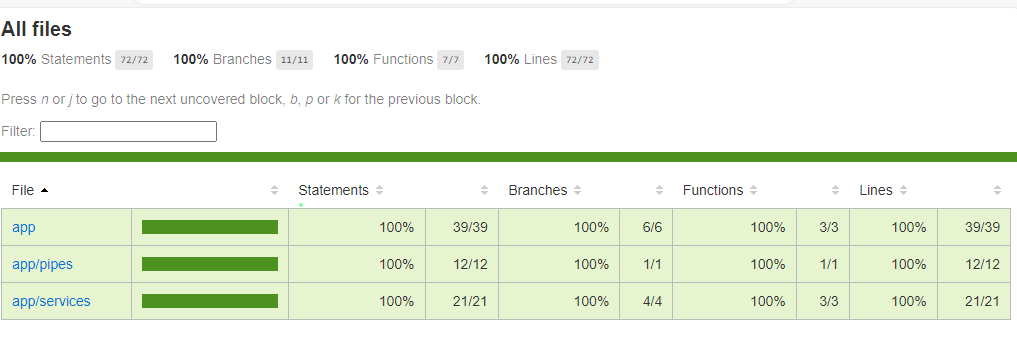 All files
100% Statements 72/72 100% Branches 11/11 100% Functions 7/7 100% Lines 72/72
Press n or j to go to the next uncovered block, b, p or k for the previous block.
Filter:
File Statements Branches Functions Lines
app 100% 39/39 100% 6/6 100% 3/3 100% 39/39
app/pipes 100% 12/12 100% 1/1 100% 1/1 100% 12/12
app/services 100% 21/21 100% 4/4 100% 3/3 100% 21/21